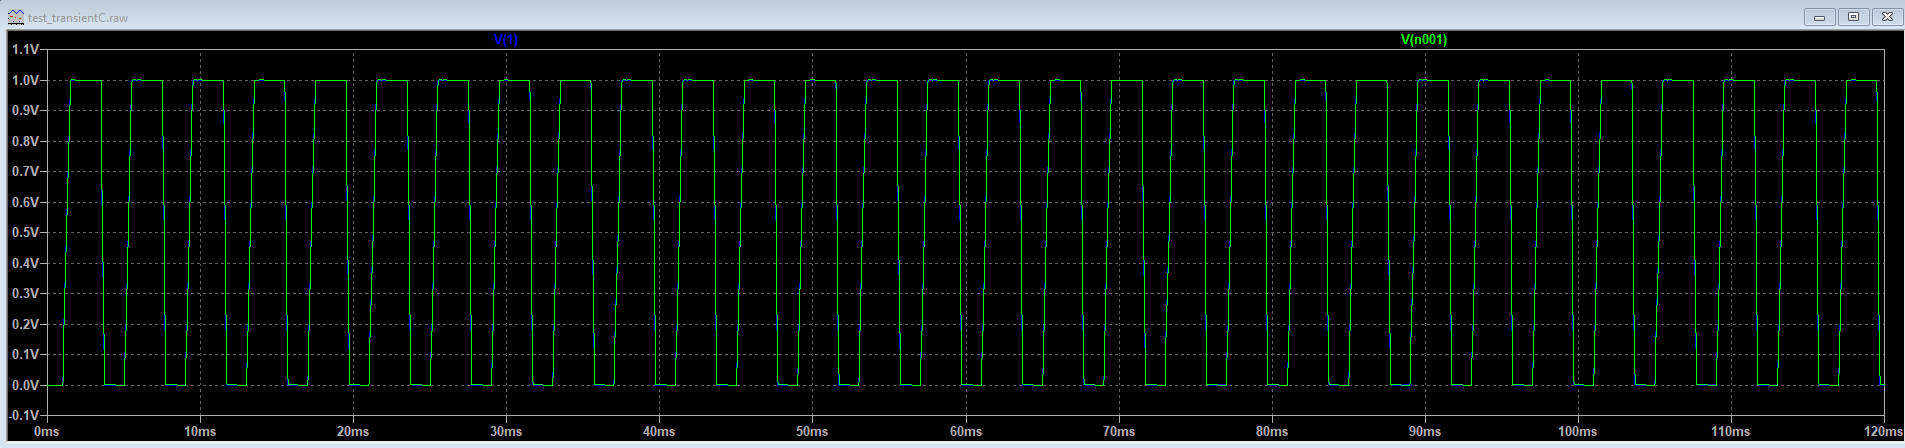 test_transientC.raw
V(1) V(n001)
1.1V
1.0V
0.9V
0.8V
0.7V
0.6V
0.5V
0.4V
0.3V
0.2V
0.1V
0.0V
-0.1V
0ms 10ms 20ms 30ms 40ms 50ms 60ms 70ms 80ms 90ms 100ms 110ms 120ms